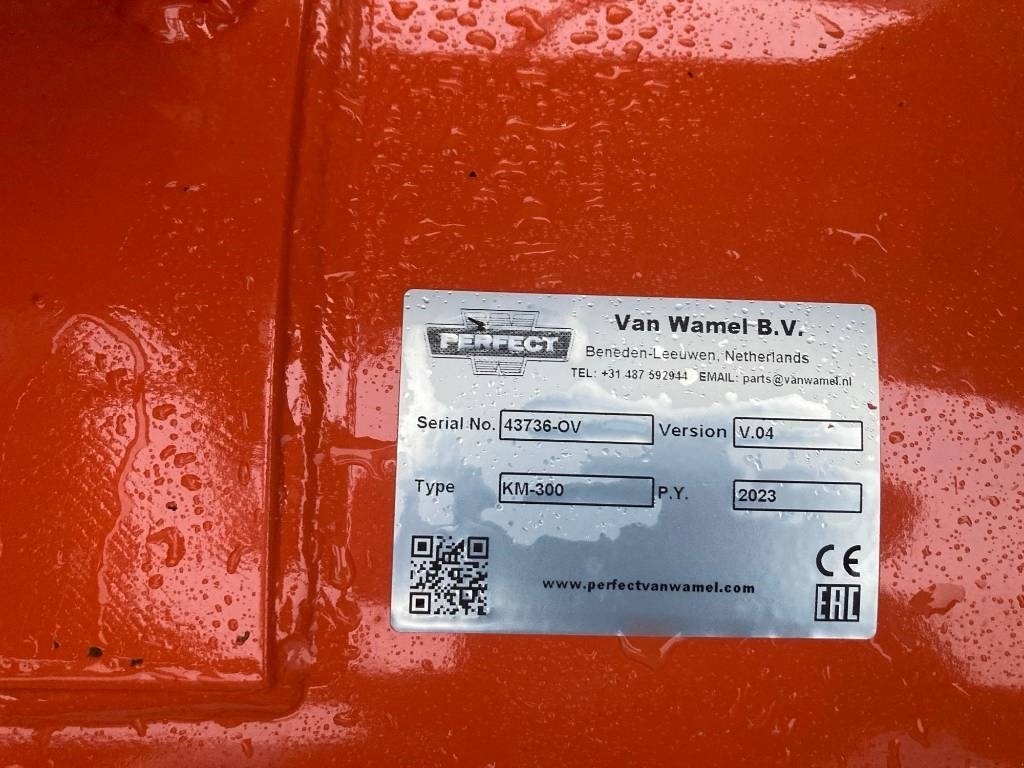 PERFECT
Van Wamel B.V.
Beneden-Leeuwen, Netherlands
TEL: +31 487 592944 EMAIL: parts@vanwamel.nl
Serial No. 43736-OV Version V.04
Type KM-300 P.Y. 2023
www.perfectvanwamel.com
CE
EAC